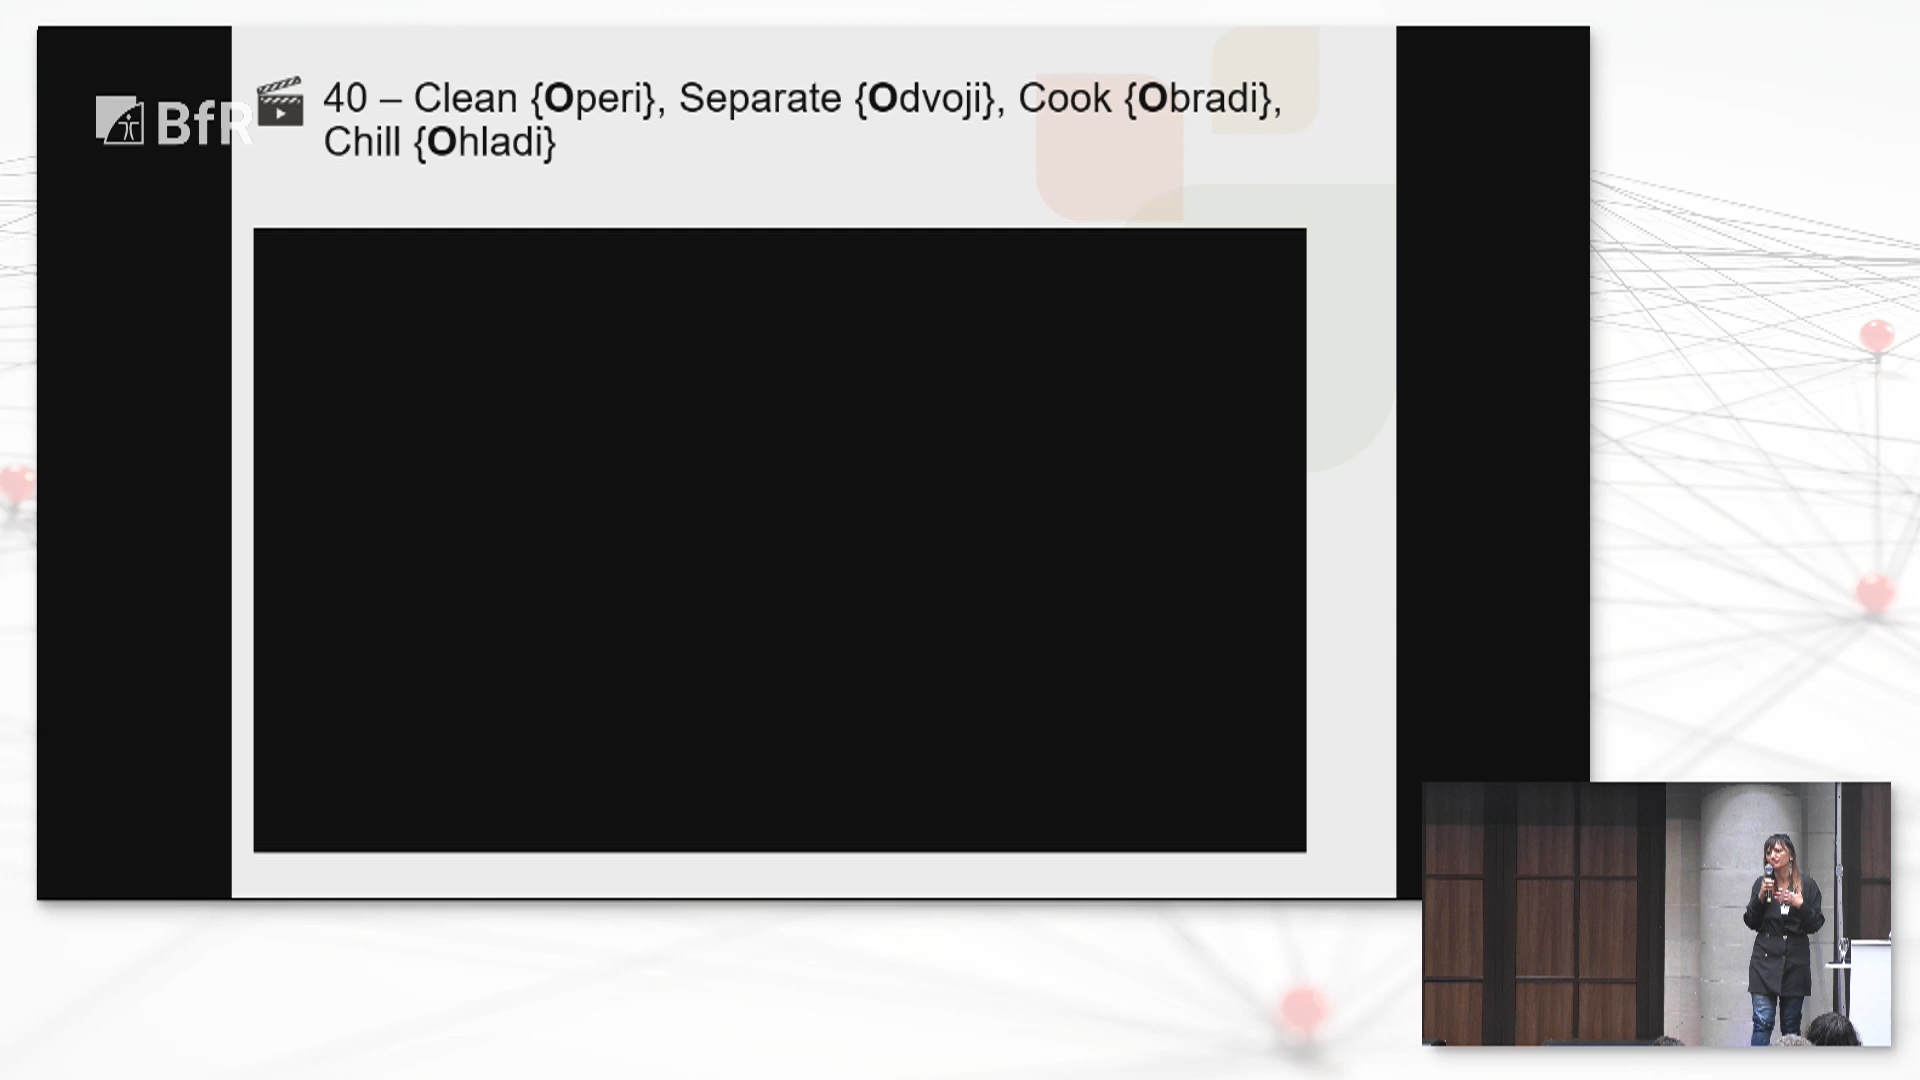 BfR
40 – Clean {Operi}, Separate {Odvoji}, Cook {Obradi},
Chill {Ohladi}